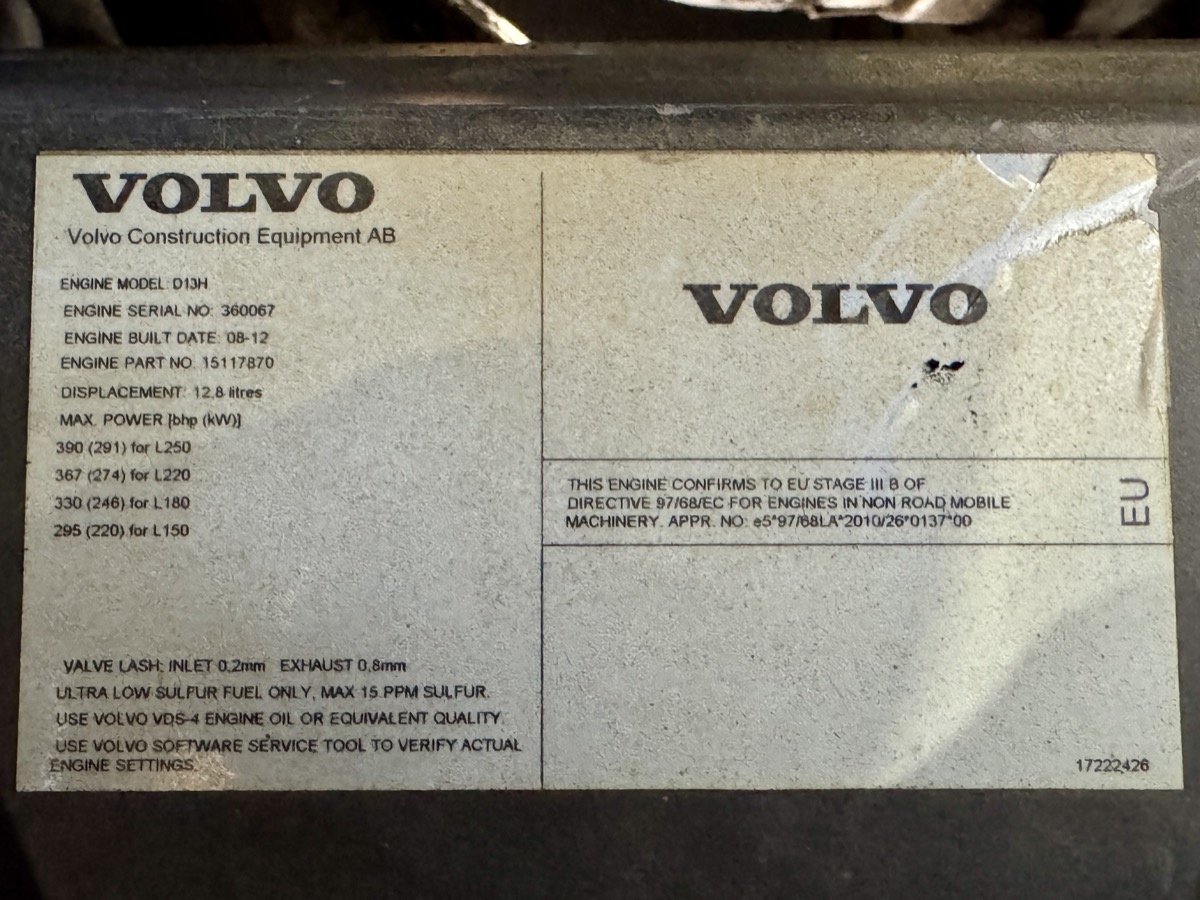 VOLVO
Volvo Construction Equipment AB
ENGINE MODEL: D13H
ENGINE SERIAL NO: 360067
ENGINE BUILT DATE: 08-12
ENGINE PART NO. 15117870
DISPLACEMENT: 12.8 litres
MAX. POWER [bhp (kW)]
390 (291) for L250
367 (274) for L220
330 (246) for L180
295 (220) for L150
VALVE LASH: INLET 0.2mm EXHAUST 0.8mm
ULTRA LOW SULFUR FUEL ONLY, MAX 15 PPM SULFUR.
USE VOLVO VDS-4 ENGINE OIL OR EQUIVALENT QUALITY.
USE VOLVO SOFTWARE SERVICE TOOL TO VERIFY ACTUAL
ENGINE SETTINGS.
VOLVO
THIS ENGINE CONFIRMS TO EU STAGE III B OF
DIRECTIVE 97/68/EC FOR ENGINES IN NON ROAD MOBILE
MACHINERY. APPR. NO: e5*97/68LA*2010/26*0137*00
EU
17222426